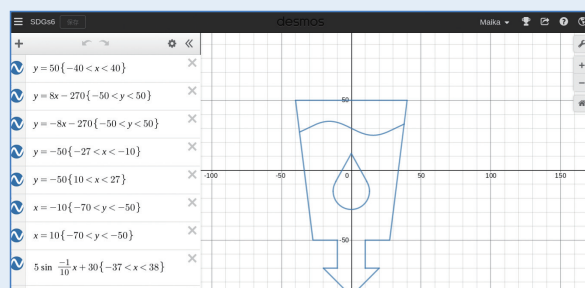 SDGs6
desmos
Maika
y = 50{−40 < x < 40}
y = 8x − 270{−50 < y < 50}
y = −8x − 270{−50 < y < 50}
y = −50{−27 < x < −10}
y = −50{10 < x < 27}
x = −10{−70 < y < −50}
x = 10{−70 < y < −50}
5 sin −1/10 x + 30{−37 < x < 38}
50
-100 -50 0 50 100 150
-50